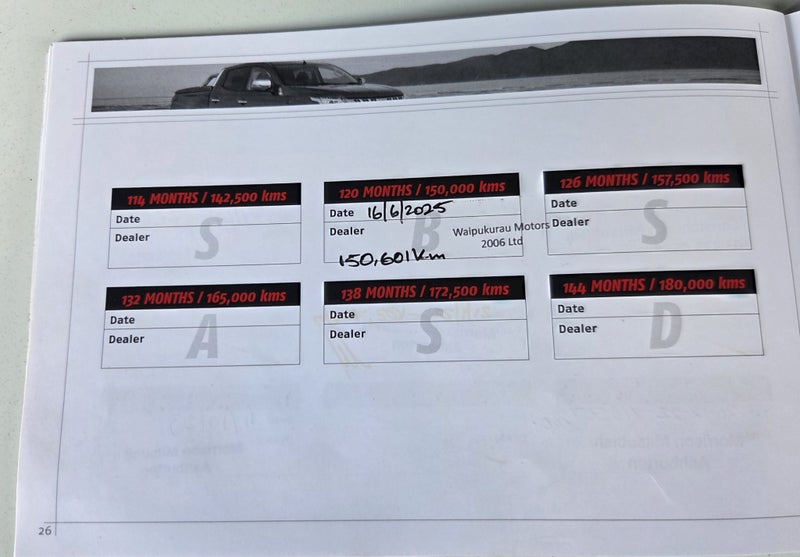 114 MONTHS / 142,500 kms
Date
Dealer
S
120 MONTHS / 150,000 kms
Date 16/6/2025
Dealer
B
Waipukurau Motors
2006 Ltd
150,601Km
126 MONTHS / 157,500 kms
Date
Dealer
S
132 MONTHS / 165,000 kms
Date
Dealer
A
138 MONTHS / 172,500 kms
Date
Dealer
S
144 MONTHS / 180,000 kms
Date
Dealer
D
26